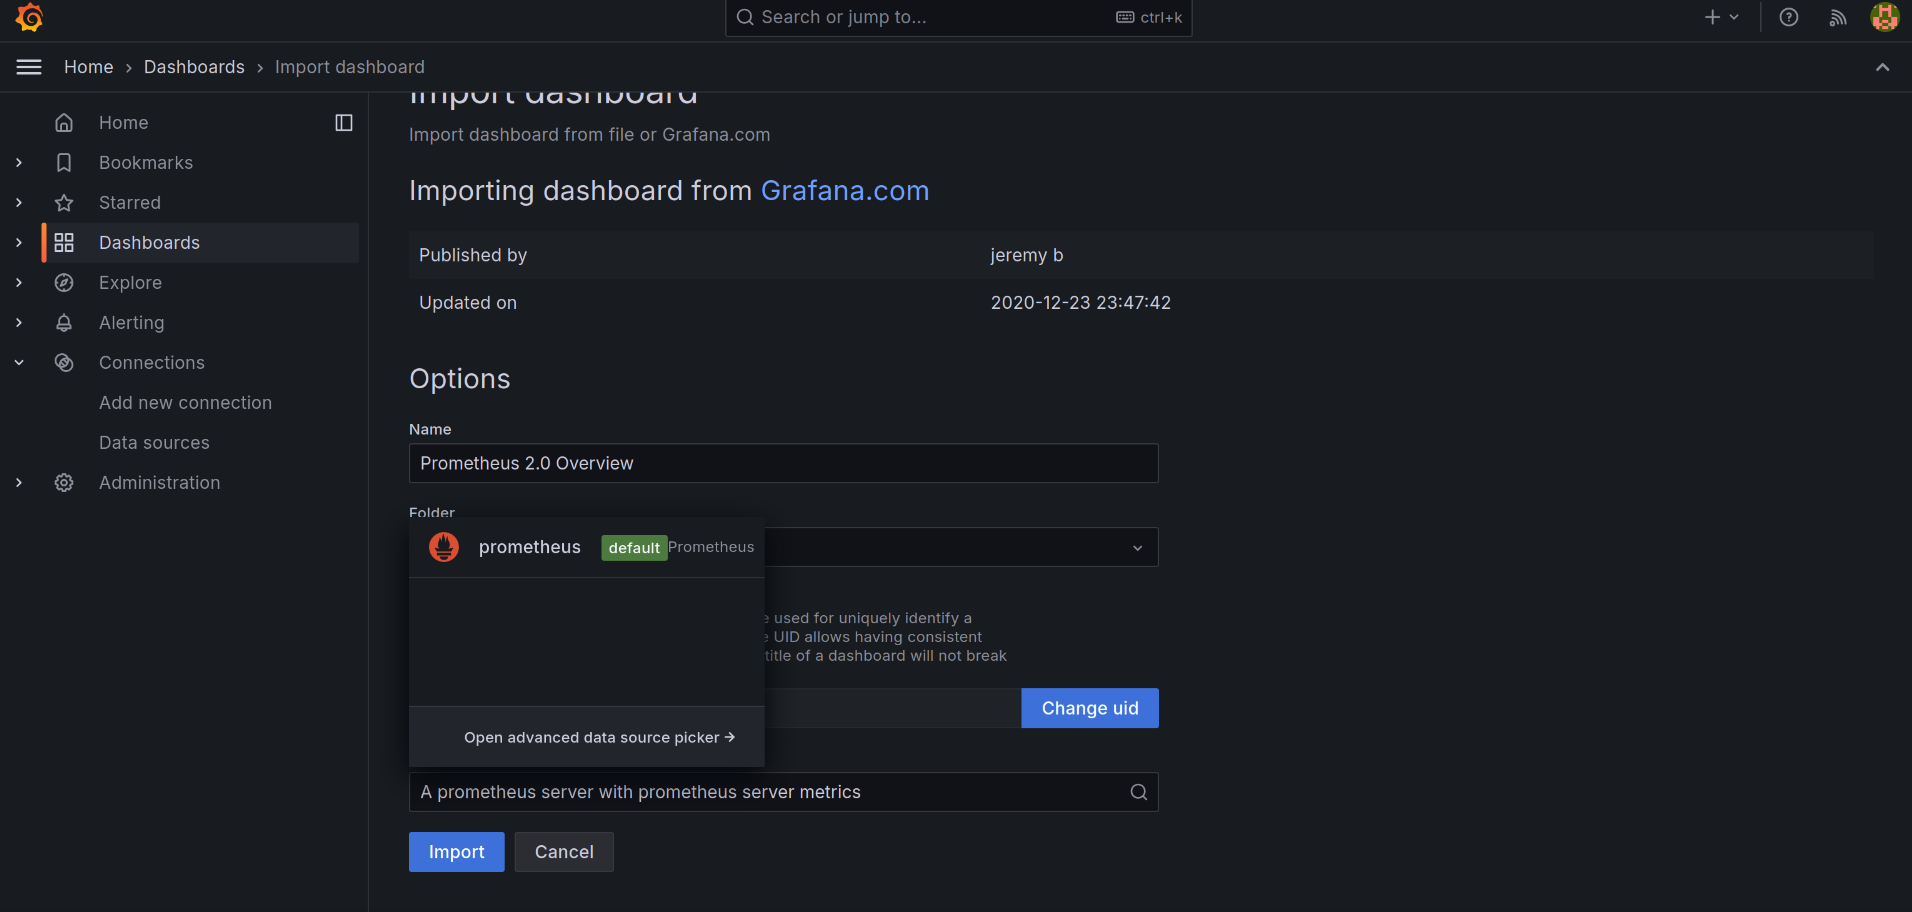 Search or jump to...
ctrl+k
Home › Dashboards › Import dashboard
Home
Bookmarks
Starred
Dashboards
Explore
Alerting
Connections
Add new connection
Data sources
Administration
Import dashboard
Import dashboard from file or Grafana.com
Importing dashboard from Grafana.com
Published by jeremy b
Updated on 2020-12-23 23:47:42
Options
Name
Prometheus 2.0 Overview
Folder
prometheus default Prometheus
used for uniquely identify a
UID allows having consistent
title of a dashboard will not break
Change uid
Open advanced data source picker →
A prometheus server with prometheus server metrics
Import
Cancel